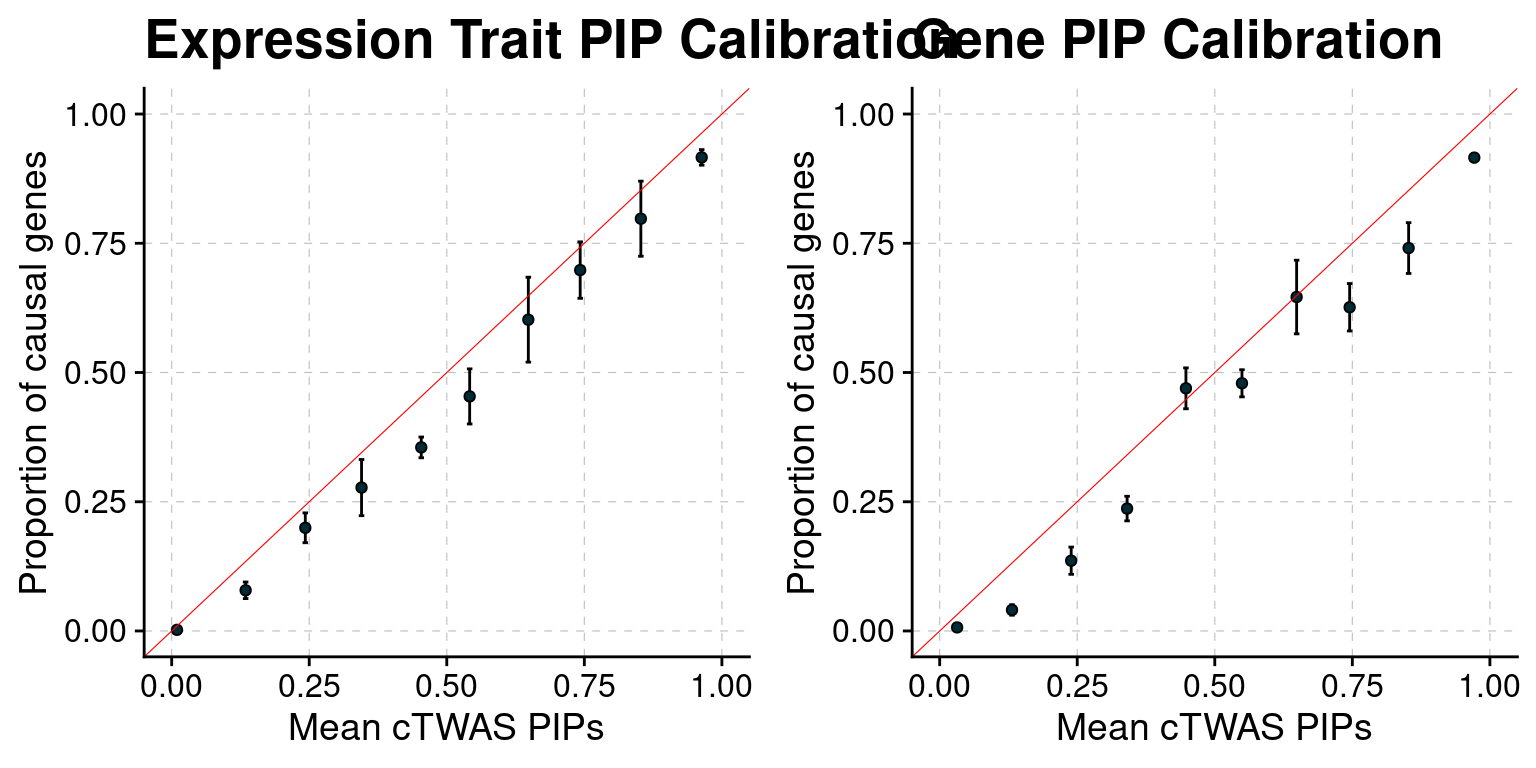 Expression Trait PIP Calibration
Proportion of causal genes
1.00
0.75
0.50
0.25
0.00
0.00 0.25 0.50 0.75 1.00
Mean cTWAS PIPs
Gene PIP Calibration
Proportion of causal genes
1.00
0.75
0.50
0.25
0.00
0.00 0.25 0.50 0.75 1.00
Mean cTWAS PIPs